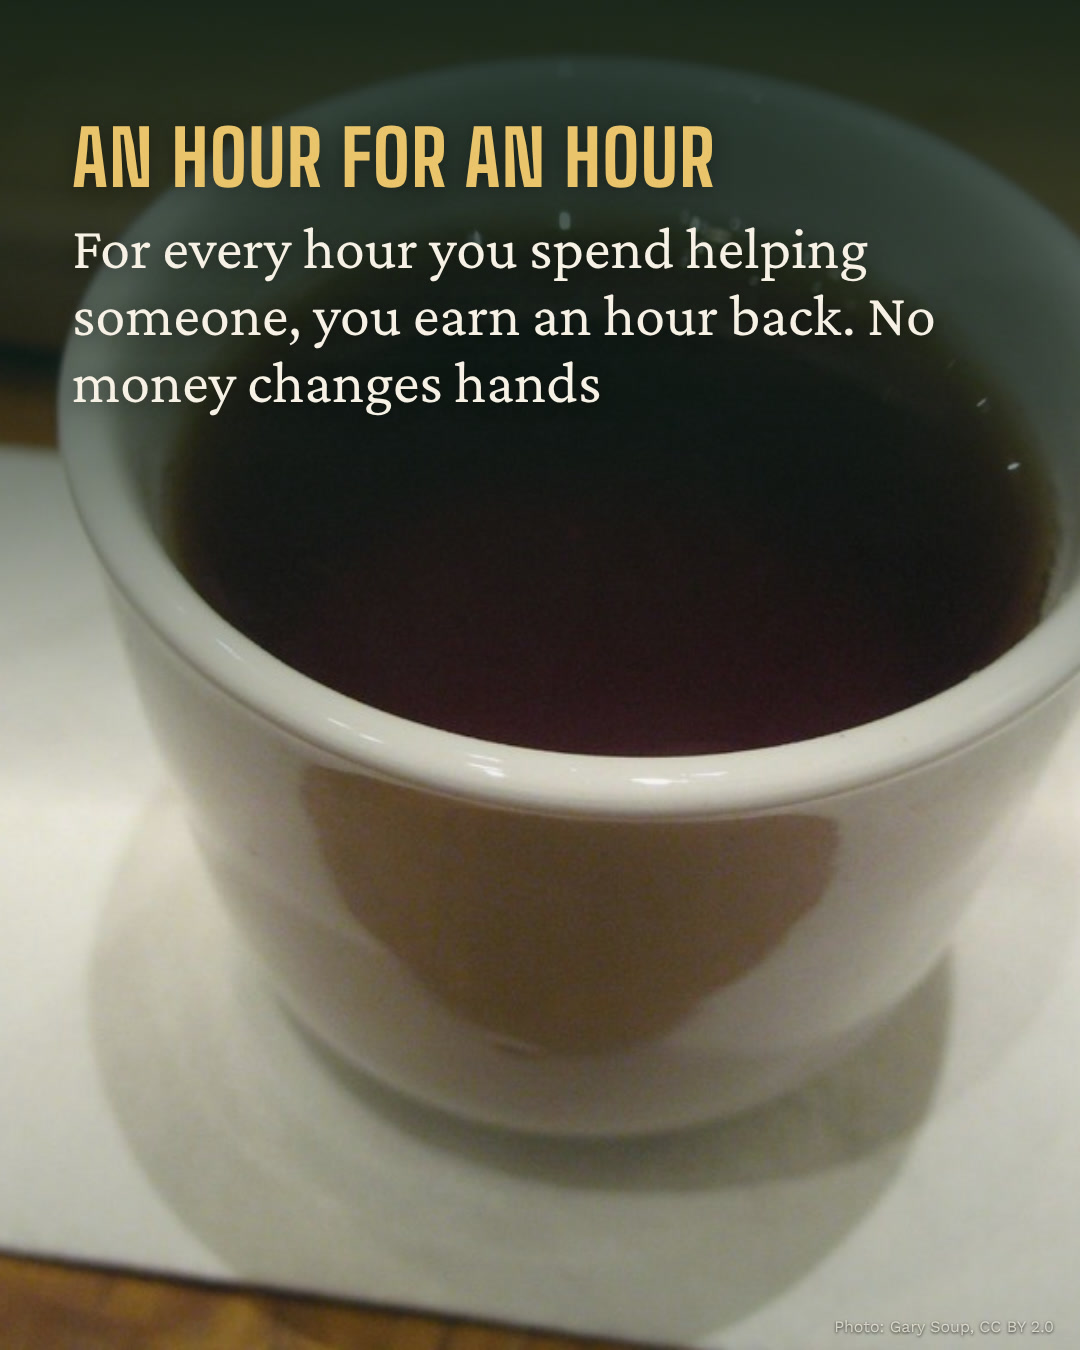 AN HOUR FOR AN HOUR
For every hour you spend helping
someone, you earn an hour back. No
money changes hands
Photo: Gary Soup, CC BY 2.0